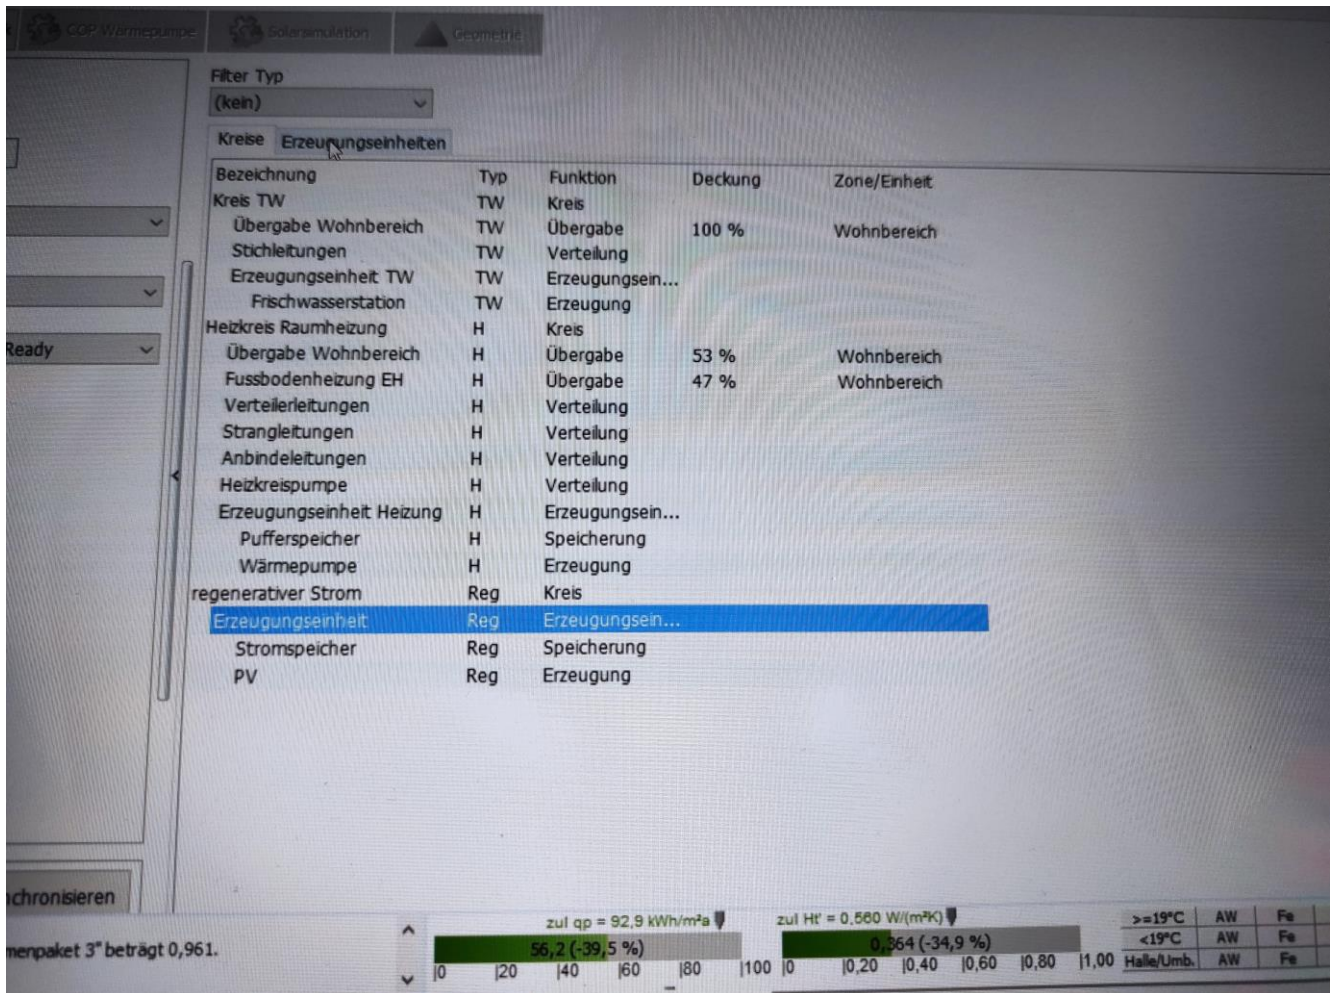 COP Wärmepumpe Solarsimulation Geometrie
Filter Typ
(kein)
Kreise Erzeugungseinheiten
Bezeichnung Typ Funktion Deckung Zone/Einheit
Kreis TW TW Kreis
Übergabe Wohnbereich TW Übergabe 100 % Wohnbereich
Stichleitungen TW Verteilung
Erzeugungseinheit TW TW Erzeugungsein...
Frischwasserstation TW Erzeugung
Heizkreis Raumheizung H Kreis
Ready
Übergabe Wohnbereich H Übergabe 53 % Wohnbereich
Fussbodenheizung EH H Übergabe 47 % Wohnbereich
Verteilerleitungen H Verteilung
Strangleitungen H Verteilung
Anbindeleitungen H Verteilung
Heizkreispumpe H Verteilung
Erzeugungseinheit Heizung H Erzeugungsein...
Pufferspeicher H Speicherung
Wärmepumpe H Erzeugung
regenerativer Strom Reg Kreis
Erzeugungseinheit Reg Erzeugungsein...
Stromspeicher Reg Speicherung
PV Reg Erzeugung
nchronisieren
menpaket 3" beträgt 0,961.
zul qp = 92,9 kWh/m²a
56,2 (-39,5 %)
|0 |20 |40 |60 |80 |100
zul Ht' = 0,560 W/(m²K)
0,364 (-34,9 %)
|0 |0,20 |0,40 |0,60 |0,80 |1,00
>=19°C AW Fe
<19°C AW Fe
Halle/Umb. AW Fe